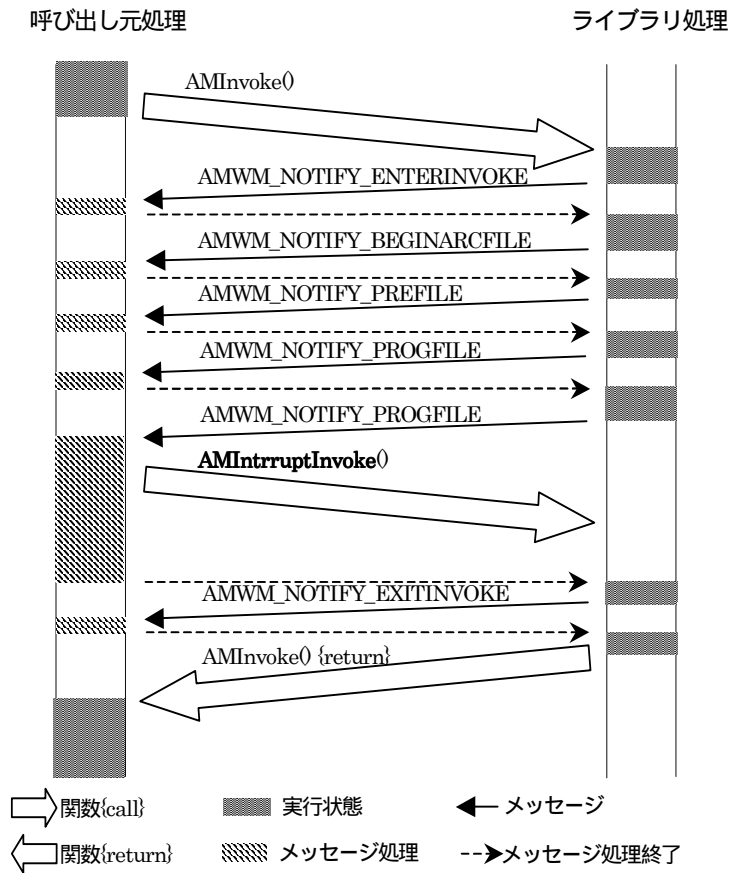 呼び出し元処理
ライブラリ処理
AMInvoke()
AMWM_NOTIFY_ENTERINVOKE
AMWM_NOTIFY_BEGINARCFILE
AMWM_NOTIFY_PREFILE
AMWM_NOTIFY_PROGFILE
AMWM_NOTIFY_PROGFILE
AMIntrruptInvoke()
AMWM_NOTIFY_EXITINVOKE
AMInvoke() {return}
関数{call}
実行状態
メッセージ
関数{return}
メッセージ処理
メッセージ処理終了